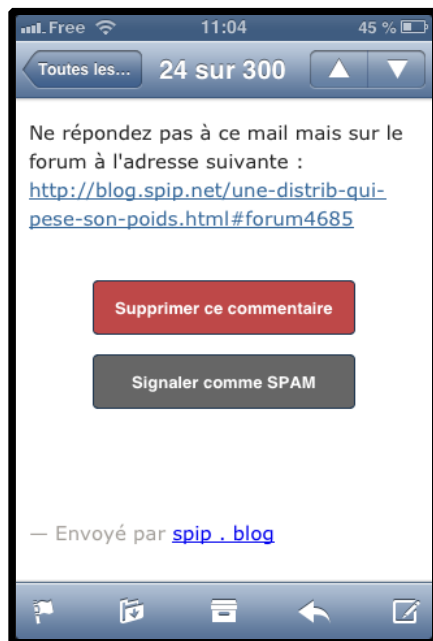 Free 11:04 45 %
Toutes les... 24 sur 300
Ne répondez pas à ce mail mais sur le
forum à l'adresse suivante :
http://blog.spip.net/une-distrib-qui-
pese-son-poids.html#forum4685
Supprimer ce commentaire
Signaler comme SPAM
— Envoyé par spip . blog